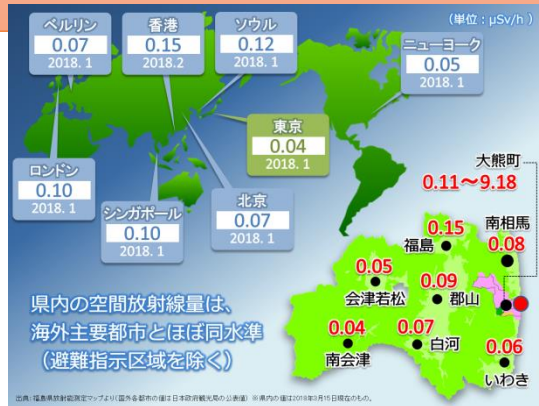 (単位：μSv/h)
ベルリン
0.07
2018. 1
香港
0.15
2018.2
ソウル
0.12
2018. 1
ニューヨーク
0.05
2018. 1
東京
0.04
2018. 1
ロンドン
0.10
2018. 1
シンガポール
0.10
2018. 1
北京
0.07
2018. 1
大熊町
0.11～9.18
南相馬
0.08
0.15
福島
0.05
会津若松
0.09
郡山
0.04
南会津
0.07
白河
0.06
いわき
県内の空間放射線量は、
海外主要都市とほぼ同水準
（避難指示区域を除く）
出典：福島県放射能測定マップより（国外各都市の値は日本政府観光局の公表値）※県内の値は2018年3月15日現在のもの。